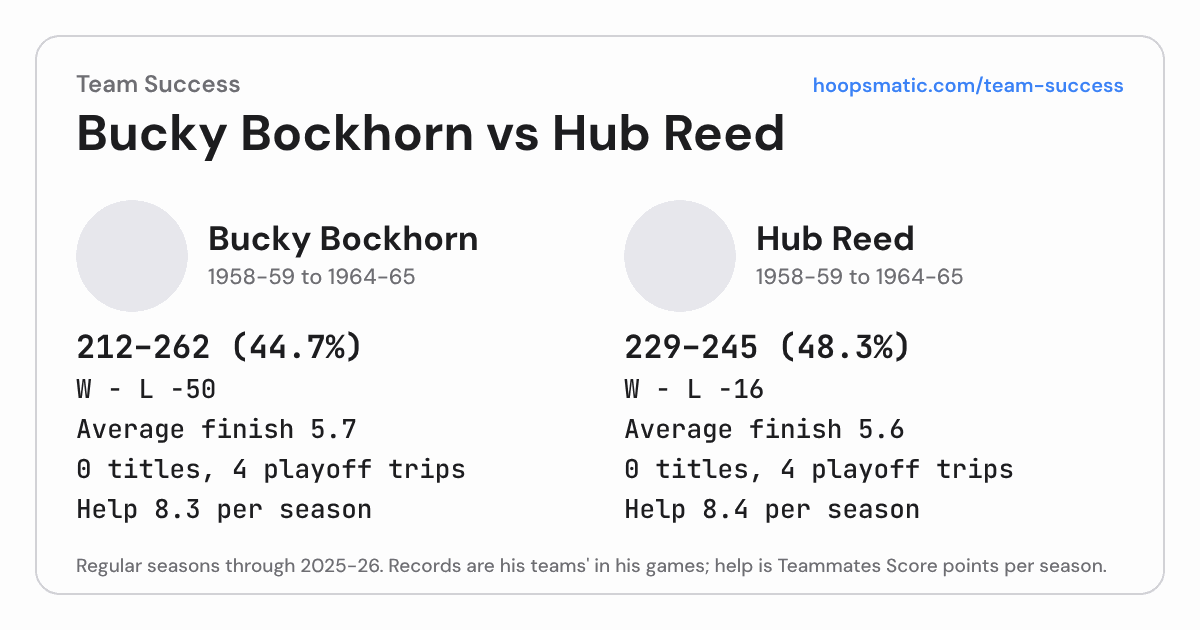 Team Success
hoopsmatic.com/team-success
Bucky Bockhorn vs Hub Reed
Bucky Bockhorn
1958-59 to 1964-65
212-262 (44.7%)
W - L -50
Average finish 5.7
0 titles, 4 playoff trips
Help 8.3 per season
Hub Reed
1958-59 to 1964-65
229-245 (48.3%)
W - L -16
Average finish 5.6
0 titles, 4 playoff trips
Help 8.4 per season
Regular seasons through 2025-26. Records are his teams' in his games; help is Teammates Score points per season.